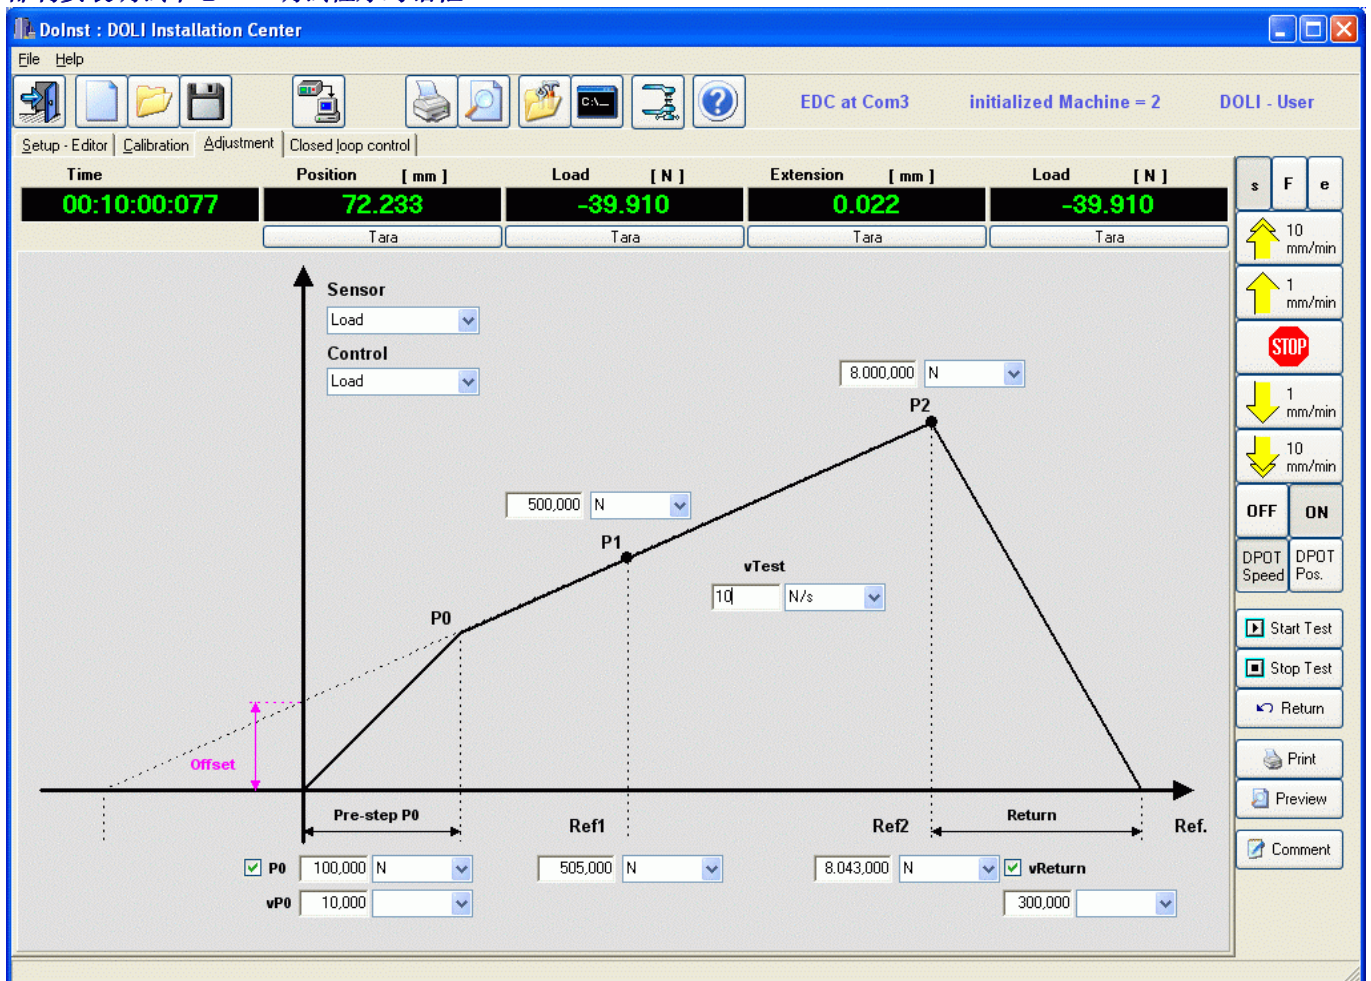 DoInst : DOLI Installation Center
File Help
C:\_
EDC at Com3 initialized Machine = 2 DOLI - User
Setup - Editor Calibration Adjustment Closed loop control
Time Position [ mm ] Load [ N ] Extension [ mm ] Load [ N ]
s F e
00:10:00:077 72.233 -39.910 0.022 -39.910
Tara Tara Tara Tara
10 mm/min
Sensor
Load
1 mm/min
Control
Load
STOP
8.000,000 N
P2
1 mm/min
10 mm/min
500,000 N
OFF ON
P1
vTest
DPOT Speed DPOT Pos.
10 N/s
P0
Start Test
Stop Test
Return
Offset
Print
Preview
Pre-step P0 Ref1 Ref2 Return Ref.
Comment
P0 100,000 N 505,000 N 8.043,000 N vReturn
vP0 10,000 300,000